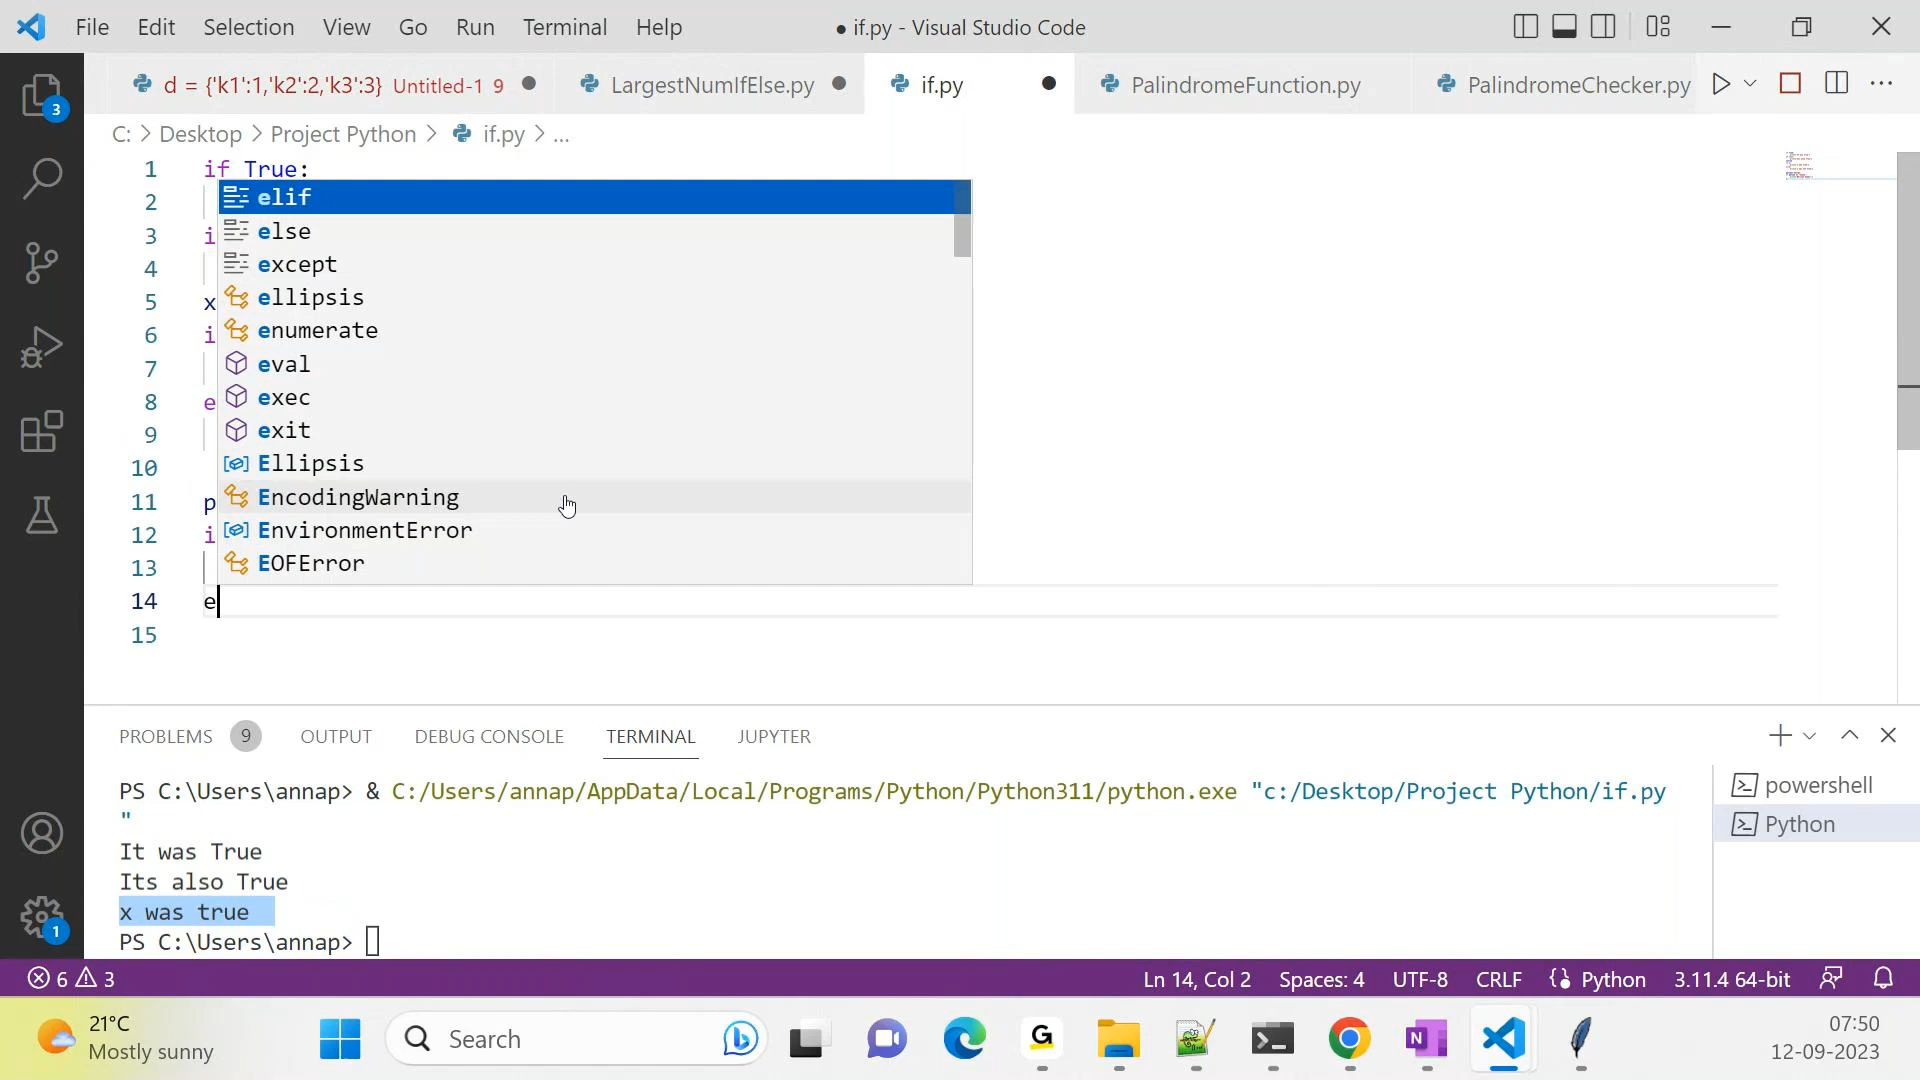 File Edit Selection View Go Run Terminal Help ● if.py - Visual Studio Code
d = {'k1':1,'k2':2,'k3':3} Untitled-1 9 LargestNumIfElse.py if.py PalindromeFunction.py PalindromeChecker.py
3
C: > Desktop > Project Python > if.py > ...
1 if True:
2 elif
else
3 i
4 except
5 x ellipsis
6 i enumerate
7 eval
8 e exec
9 exit
10 Ellipsis
11 p EncodingWarning
12 i EnvironmentError
13 EOFError
14 e
15
PROBLEMS 9 OUTPUT DEBUG CONSOLE TERMINAL JUPYTER
PS C:\Users\annap> & C:/Users/annap/AppData/Local/Programs/Python/Python311/python.exe "c:/Desktop/Project Python/if.py
"
It was True
Its also True
x was true
PS C:\Users\annap>
powershell
Python
1
6 3 Ln 14, Col 2 Spaces: 4 UTF-8 CRLF Python 3.11.4 64-bit
21°C
Mostly sunny
Search
G
N
07:50
12-09-2023